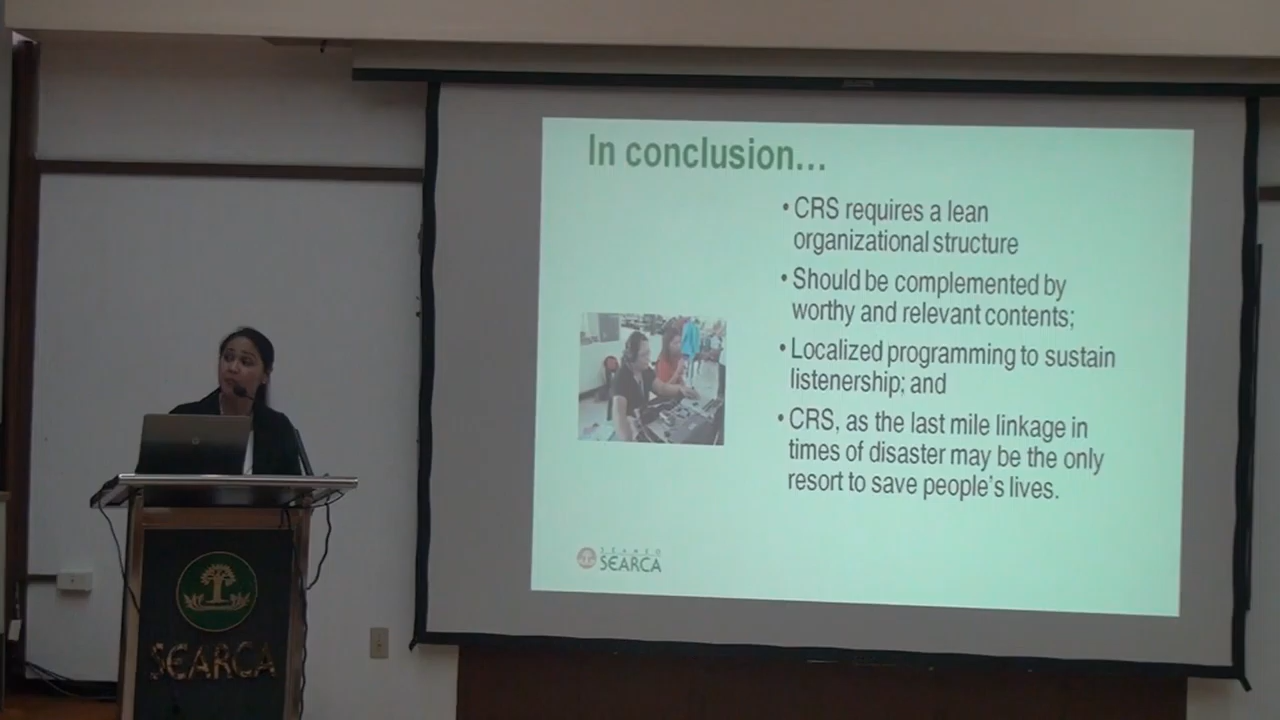 In conclusion...
• CRS requires a lean
organizational structure
• Should be complemented by
worthy and relevant contents;
• Localized programming to sustain
listenership; and
• CRS, as the last mile linkage in
times of disaster may be the only
resort to save people's lives.
SEAMEO
SEARCA
SEARCA